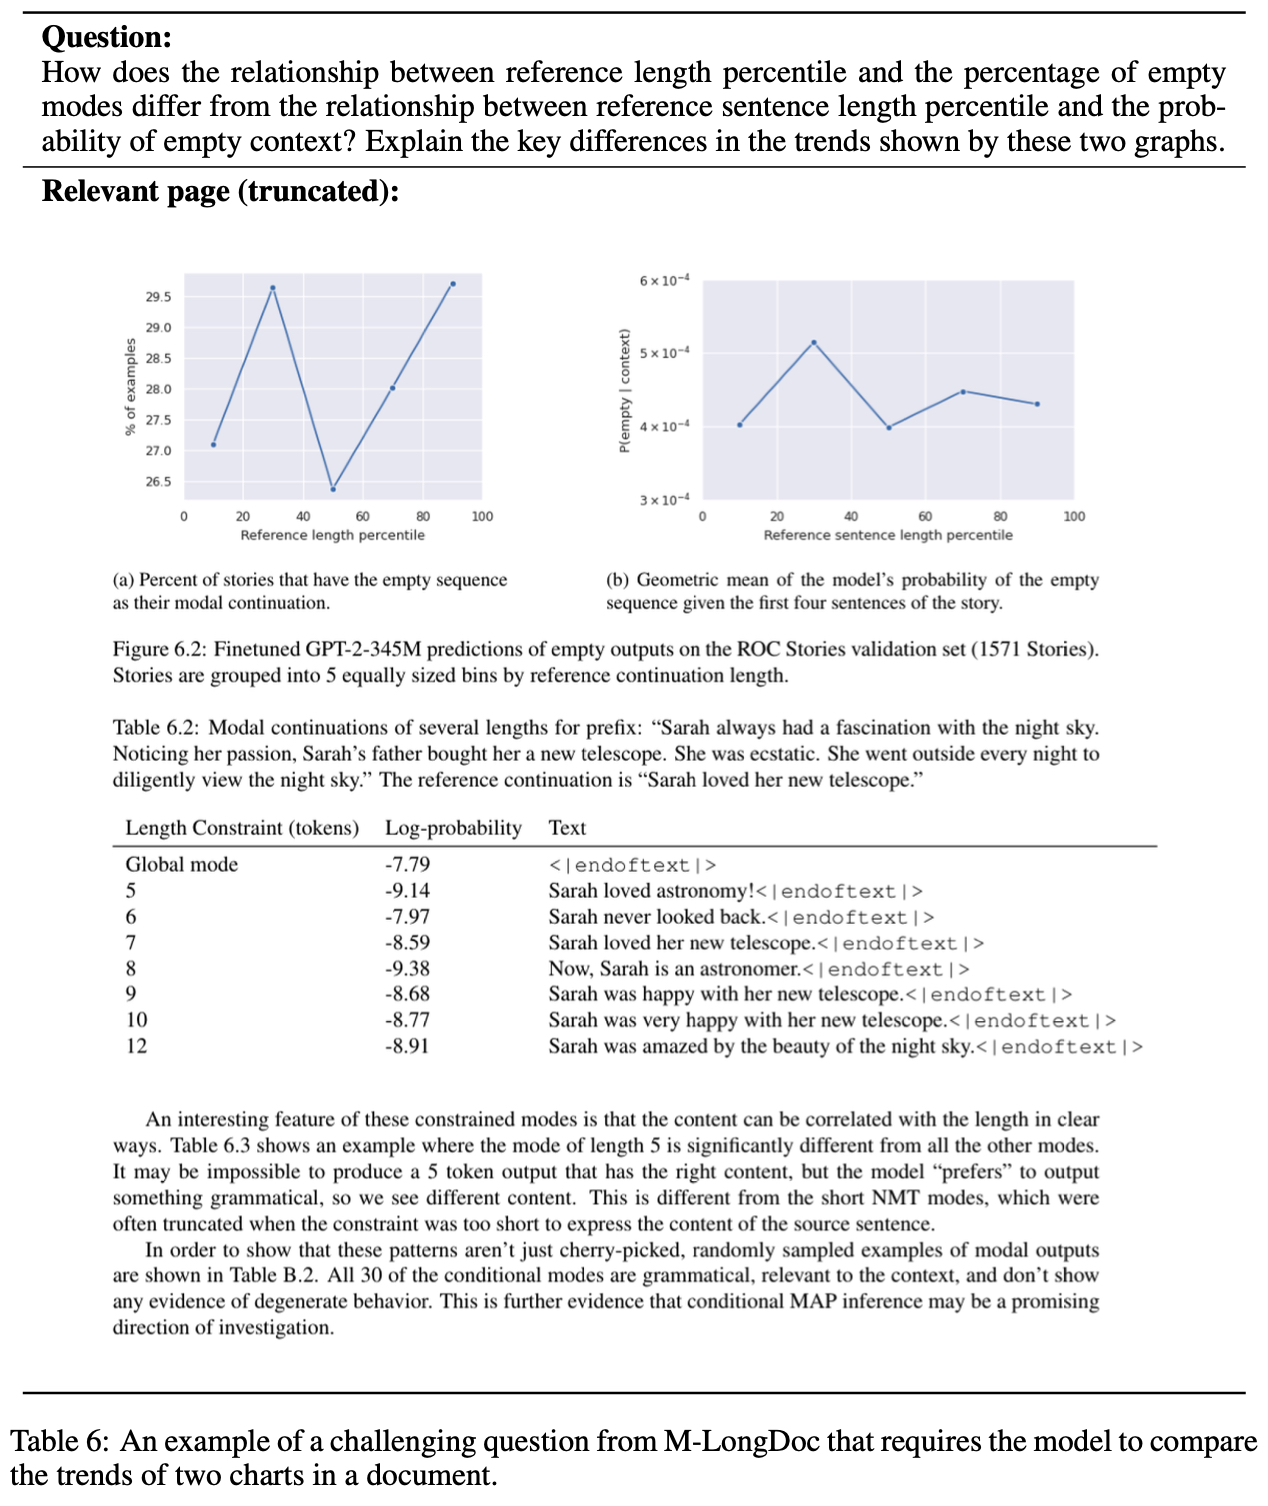 Question:
How does the relationship between reference length percentile and the percentage of empty
modes differ from the relationship between reference sentence length percentile and the prob-
ability of empty context? Explain the key differences in the trends shown by these two graphs.
Relevant page (truncated):
29.5
29.0
28.5
28.0
27.5
27.0
26.5
% of examples
0 20 40 60 80 100
Reference length percentile
6 × 10⁻⁴
5 × 10⁻⁴
4 × 10⁻⁴
3 × 10⁻⁴
P(empty | context)
0 20 40 60 80 100
Reference sentence length percentile
(a) Percent of stories that have the empty sequence
as their modal continuation.
(b) Geometric mean of the model's probability of the empty
sequence given the first four sentences of the story.
Figure 6.2: Finetuned GPT-2-345M predictions of empty outputs on the ROC Stories validation set (1571 Stories).
Stories are grouped into 5 equally sized bins by reference continuation length.
Table 6.2: Modal continuations of several lengths for prefix: “Sarah always had a fascination with the night sky.
Noticing her passion, Sarah’s father bought her a new telescope. She was ecstatic. She went outside every night to
diligently view the night sky.” The reference continuation is “Sarah loved her new telescope.”
Length Constraint (tokens) Log-probability Text
Global mode -7.79 <|endoftext|>
5 -9.14 Sarah loved astronomy!<|endoftext|>
6 -7.97 Sarah never looked back.<|endoftext|>
7 -8.59 Sarah loved her new telescope.<|endoftext|>
8 -9.38 Now, Sarah is an astronomer.<|endoftext|>
9 -8.68 Sarah was happy with her new telescope.<|endoftext|>
10 -8.77 Sarah was very happy with her new telescope.<|endoftext|>
12 -8.91 Sarah was amazed by the beauty of the night sky.<|endoftext|>
An interesting feature of these constrained modes is that the content can be correlated with the length in clear
ways. Table 6.3 shows an example where the mode of length 5 is significantly different from all the other modes.
It may be impossible to produce a 5 token output that has the right content, but the model “prefers” to output
something grammatical, so we see different content. This is different from the short NMT modes, which were
often truncated when the constraint was too short to express the content of the source sentence.
In order to show that these patterns aren’t just cherry-picked, randomly sampled examples of modal outputs
are shown in Table B.2. All 30 of the conditional modes are grammatical, relevant to the context, and don’t show
any evidence of degenerate behavior. This is further evidence that conditional MAP inference may be a promising
direction of investigation.
Table 6: An example of a challenging question from M-LongDoc that requires the model to compare
the trends of two charts in a document.